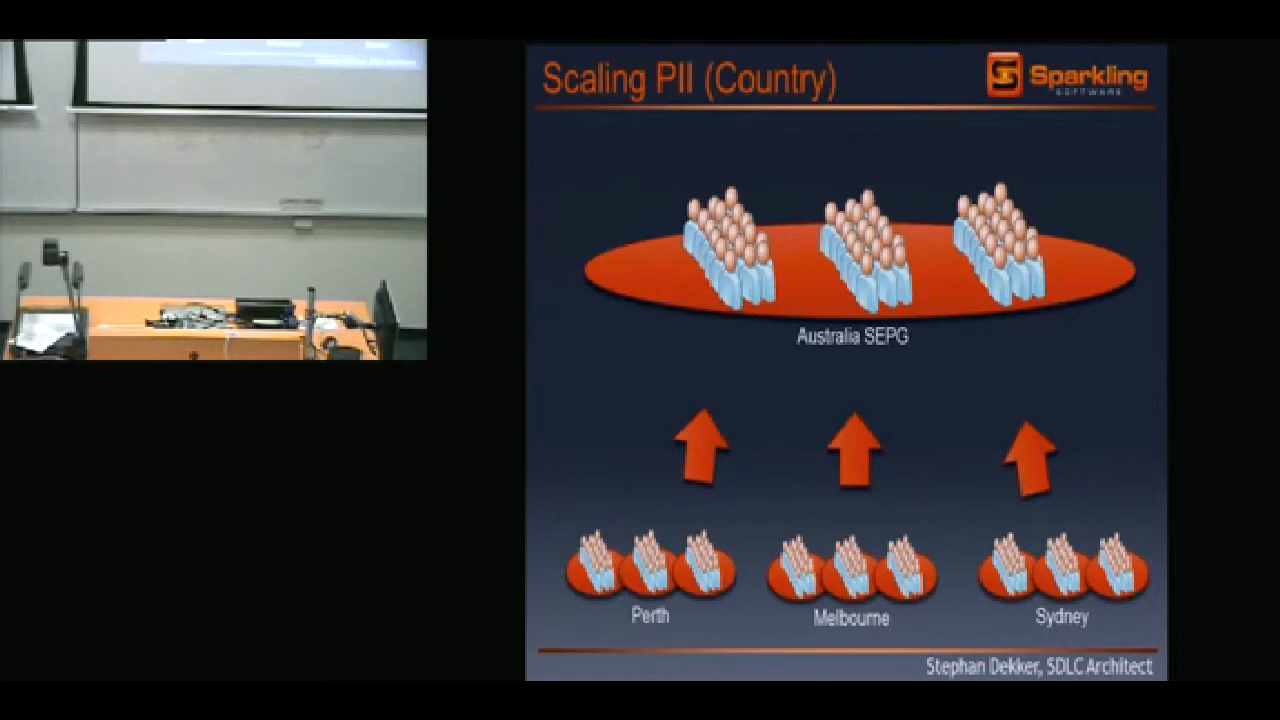 Scaling PII (Country)
Sparkling
SOFTWARE
Australia SEPG
Perth
Melbourne
Sydney
Stephan Dekker, SDLC Architect